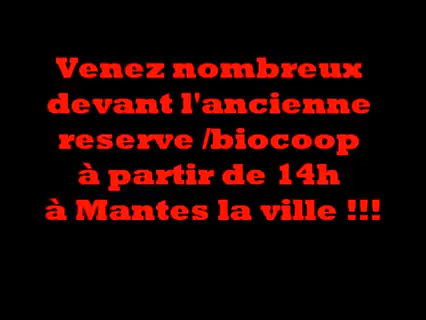 Venez nombreux
devant l'ancienne
reserve /biocoop
à partir de 14h
à Mantes la ville !!!